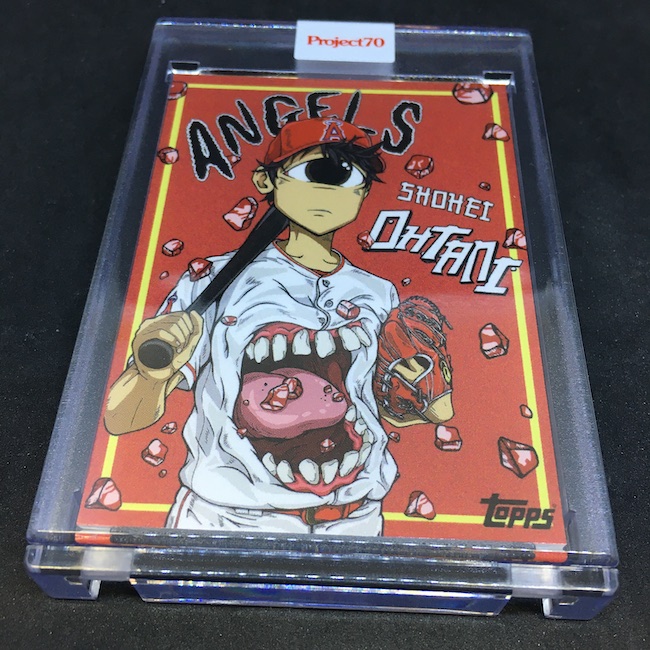 Project70
ANGELS
A
SHOHEI
OHTANI
topps